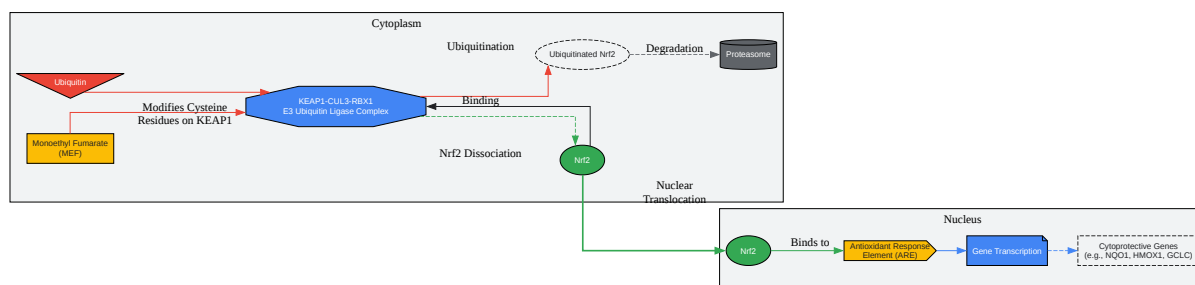 Cytoplasm
Ubiquitination
Ubiquitinated Nrf2
Degradation
Proteasome
Ubiquitin
Modifies Cysteine
Residues on KEAP1
KEAP1-CUL3-RBX1
E3 Ubiquitin Ligase Complex
Binding
Monoethyl Fumarate
(MEF)
Nrf2 Dissociation
Nrf2
Nuclear
Translocation
Nucleus
Nrf2
Binds to
Antioxidant Response
Element (ARE)
Gene Transcription
Cytoprotective Genes
(e.g., NQO1, HMOX1, GCLC)